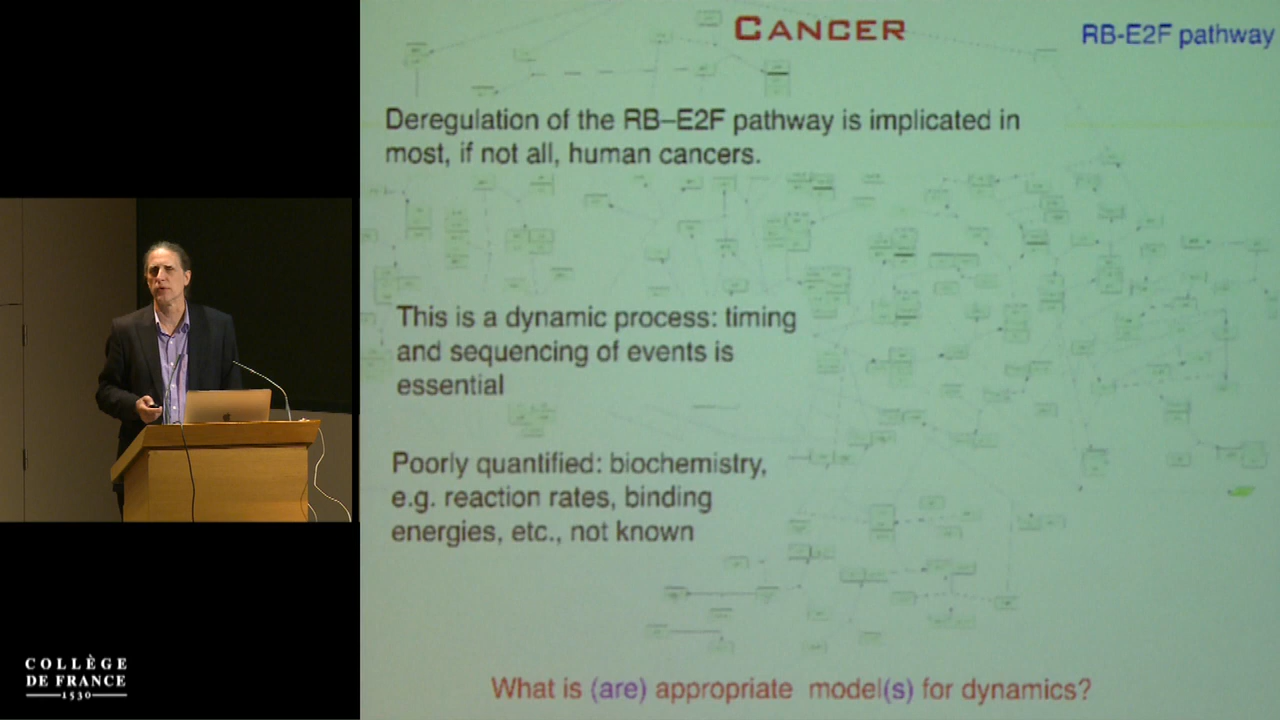 CANCER
RB-E2F pathway
Deregulation of the RB–E2F pathway is implicated in
most, if not all, human cancers.
This is a dynamic process: timing
and sequencing of events is
essential
Poorly quantified: biochemistry,
e.g. reaction rates, binding
energies, etc., not known
What is (are) appropriate model(s) for dynamics?
COLLÈGE
DE FRANCE
1530